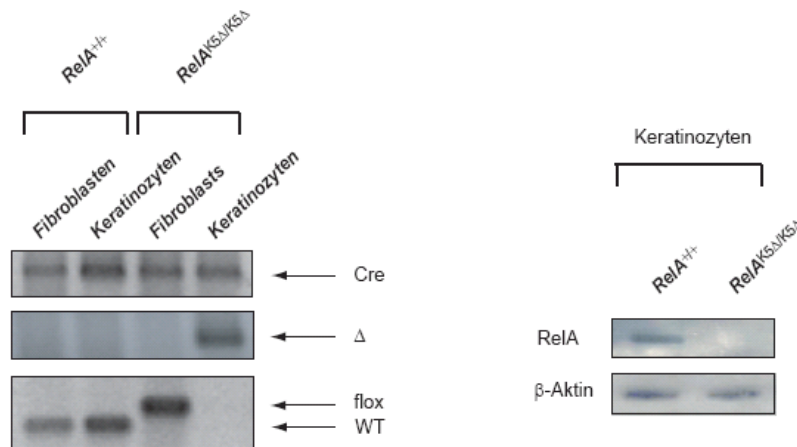 RelA+/+
RelAK5Δ/K5Δ
Fibroblasten
Keratinozyten
Fibroblasts
Keratinozyten
Cre
Δ
flox
WT
Keratinozyten
RelA+/+
RelAK5Δ/K5Δ
RelA
β-Aktin